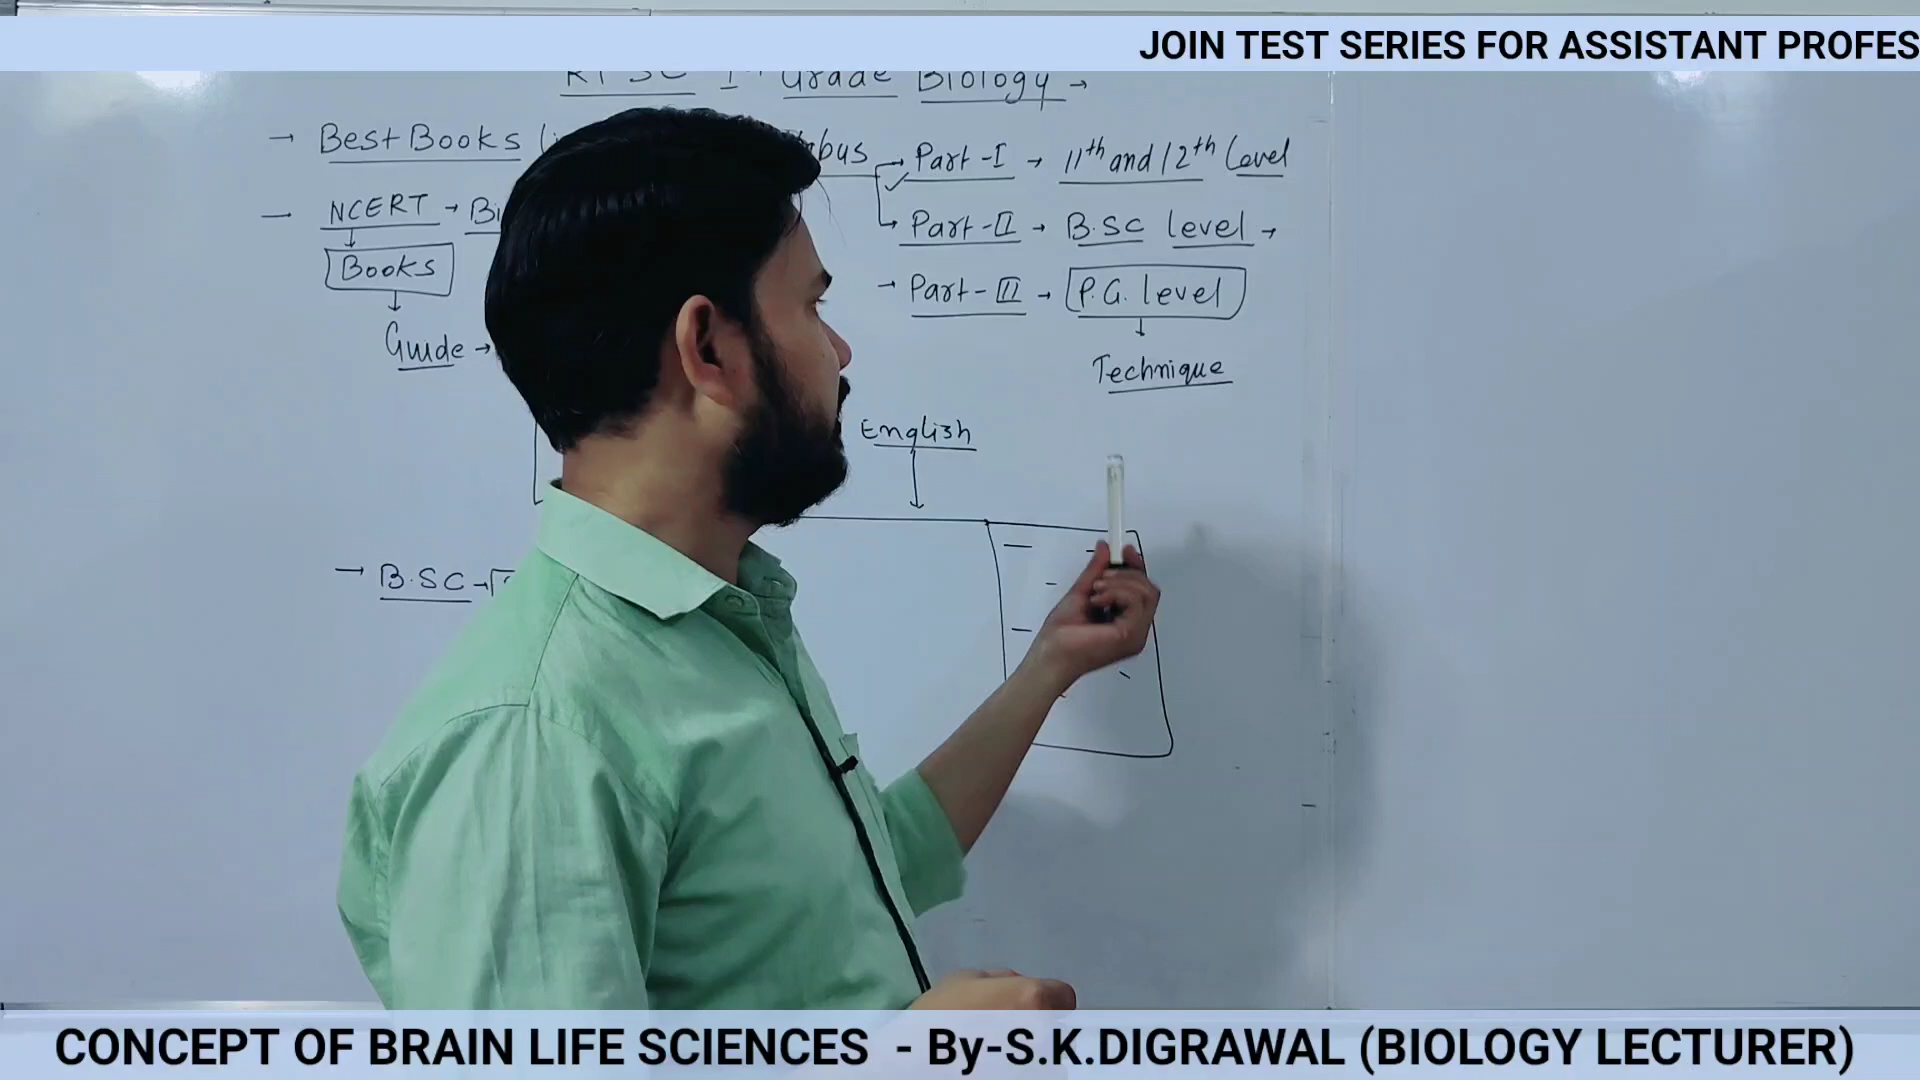 JOIN TEST SERIES FOR ASSISTANT PROFES
Grade Biology →
→ Best Books
bus → Part-I → 11th and 12th Level
→ Part-II → B.SC level →
→ Part-III → P.G. level
Technique
— NCERT → Bi
Books
Guide →
English
→ B.SC →
CONCEPT OF BRAIN LIFE SCIENCES - By-S.K.DIGRAWAL (BIOLOGY LECTURER)